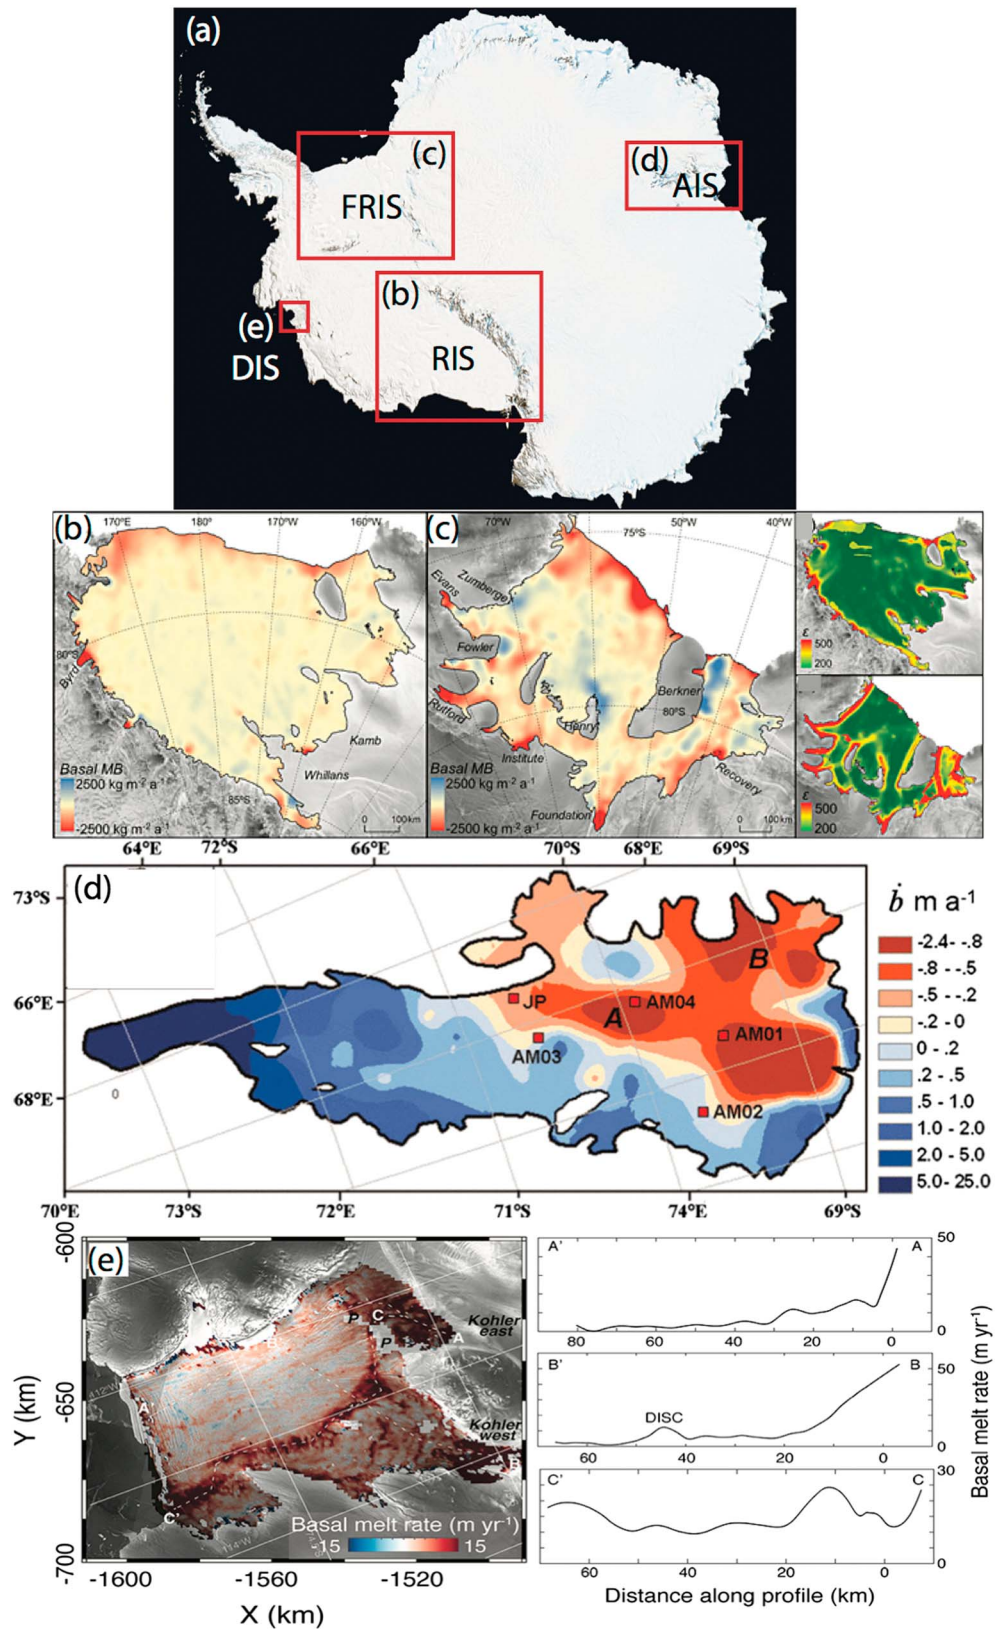 (a)
(c)
FRIS
(d)
AIS
(b)
RIS
(e)
DIS
(b)
170°E
180°
170°W
160°W
80°S
Byrd
Kamb
Whillans
85°S
Basal MB
2500 kg m-2 a-1
-2500 kg m-2 a-1
0 100km
(c)
70°W
75°S
50°W
40°W
Evans
Zumberge
Fowler
Rutford
Henry
Berkner
80°S
Institute
Foundation
Recovery
Basal MB
2500 kg m-2 a-1
-2500 kg m-2 a-1
0 100km
ε
500
200
ε
500
200
64°E
72°S
66°E
70°S
68°E
69°S
(d)
73°S
66°E
68°E
0
JP
A
AM04
B
AM03
AM01
AM02
ḃ m a-1
-2.4- -.8
-.8 - -.5
-.5 - -.2
-.2 - 0
0 - .2
.2 - .5
.5 - 1.0
1.0 - 2.0
2.0 - 5.0
5.0 - 25.0
70°E
73°S
72°E
71°S
74°E
69°S
(e)
-600
-650
-700
Y (km)
P
C
P
A
Kohler
east
Kohler
west
B
B'
A'
C'
112°W
114°W
Basal melt rate (m yr-1)
-15
15
-1600
-1560
-1520
X (km)
A'
A
50
0
80
60
40
20
0
B'
B
DISC
50
0
60
40
20
0
C'
C
30
0
60
40
20
0
Distance along profile (km)
Basal melt rate (m yr-1)